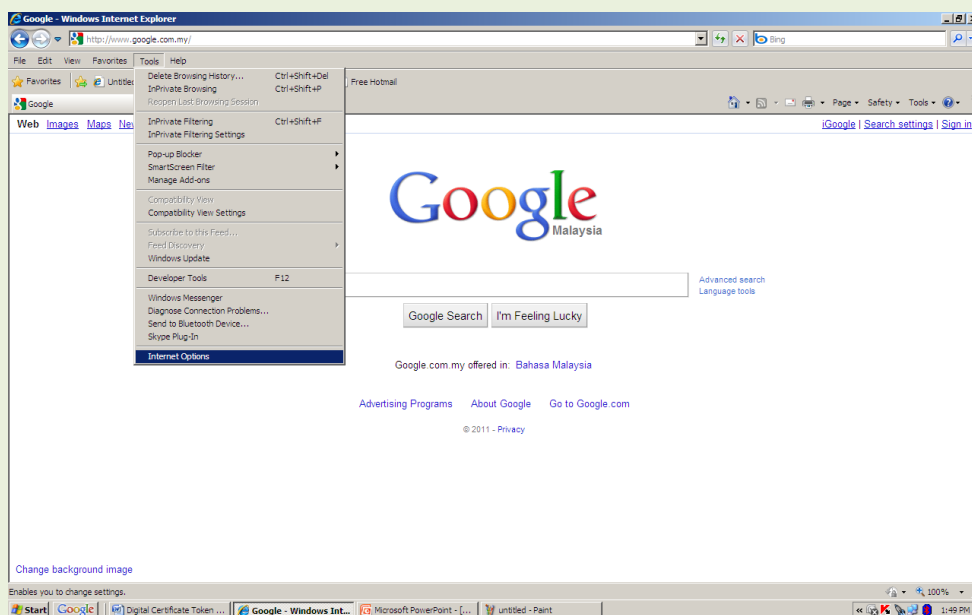 Google - Windows Internet Explorer
http://www.google.com.my/
Bing
File Edit View Favorites Tools Help
Favorites Free Hotmail
Google
Page Safety Tools
Web Images Maps
iGoogle | Search settings | Sign in
Delete Browsing History... Ctrl+Shift+Del
InPrivate Browsing Ctrl+Shift+P
Reopen Last Browsing Session
InPrivate Filtering Ctrl+Shift+F
InPrivate Filtering Settings
Pop-up Blocker
SmartScreen Filter
Manage Add-ons
Compatibility View
Compatibility View Settings
Subscribe to this Feed...
Feed Discovery
Windows Update
Developer Tools F12
Windows Messenger
Diagnose Connection Problems...
Send to Bluetooth Device...
Skype Plug-In
Internet Options
Google
Malaysia
Advanced search
Language tools
Google Search I'm Feeling Lucky
Google.com.my offered in: Bahasa Malaysia
Advertising Programs About Google Go to Google.com
© 2011 - Privacy
Change background image
Enables you to change settings.
100%
Start Google Digital Certificate Token ... Google - Windows Int... Microsoft PowerPoint - [... untitled - Paint 1:49 PM